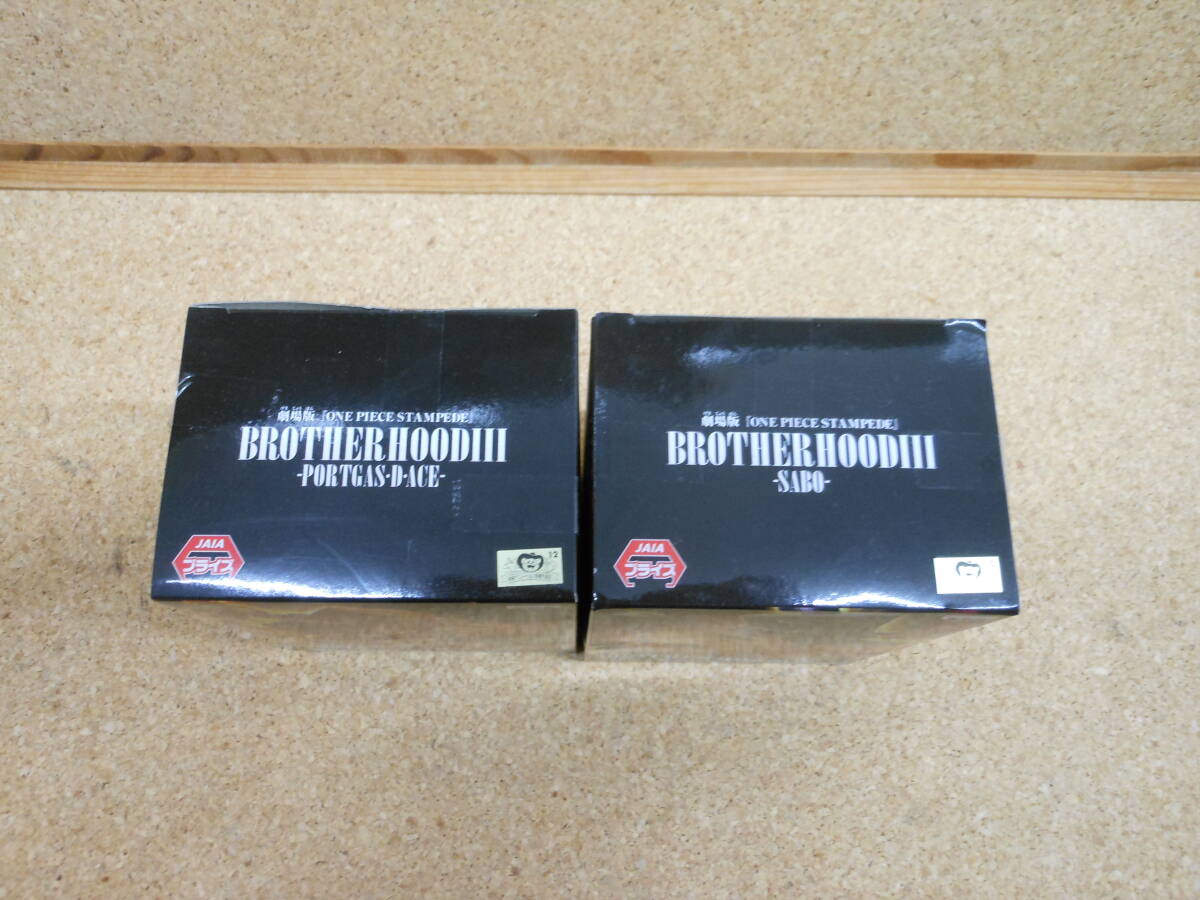 劇場版『ONE PIECE STAMPEDE』
BROTHERHOODIII
-PORTGAS·D·ACE-
JAIA
プライズ
12
劇場版『ONE PIECE STAMPEDE』
BROTHERHOODIII
-SABO-
JAIA
プライズ